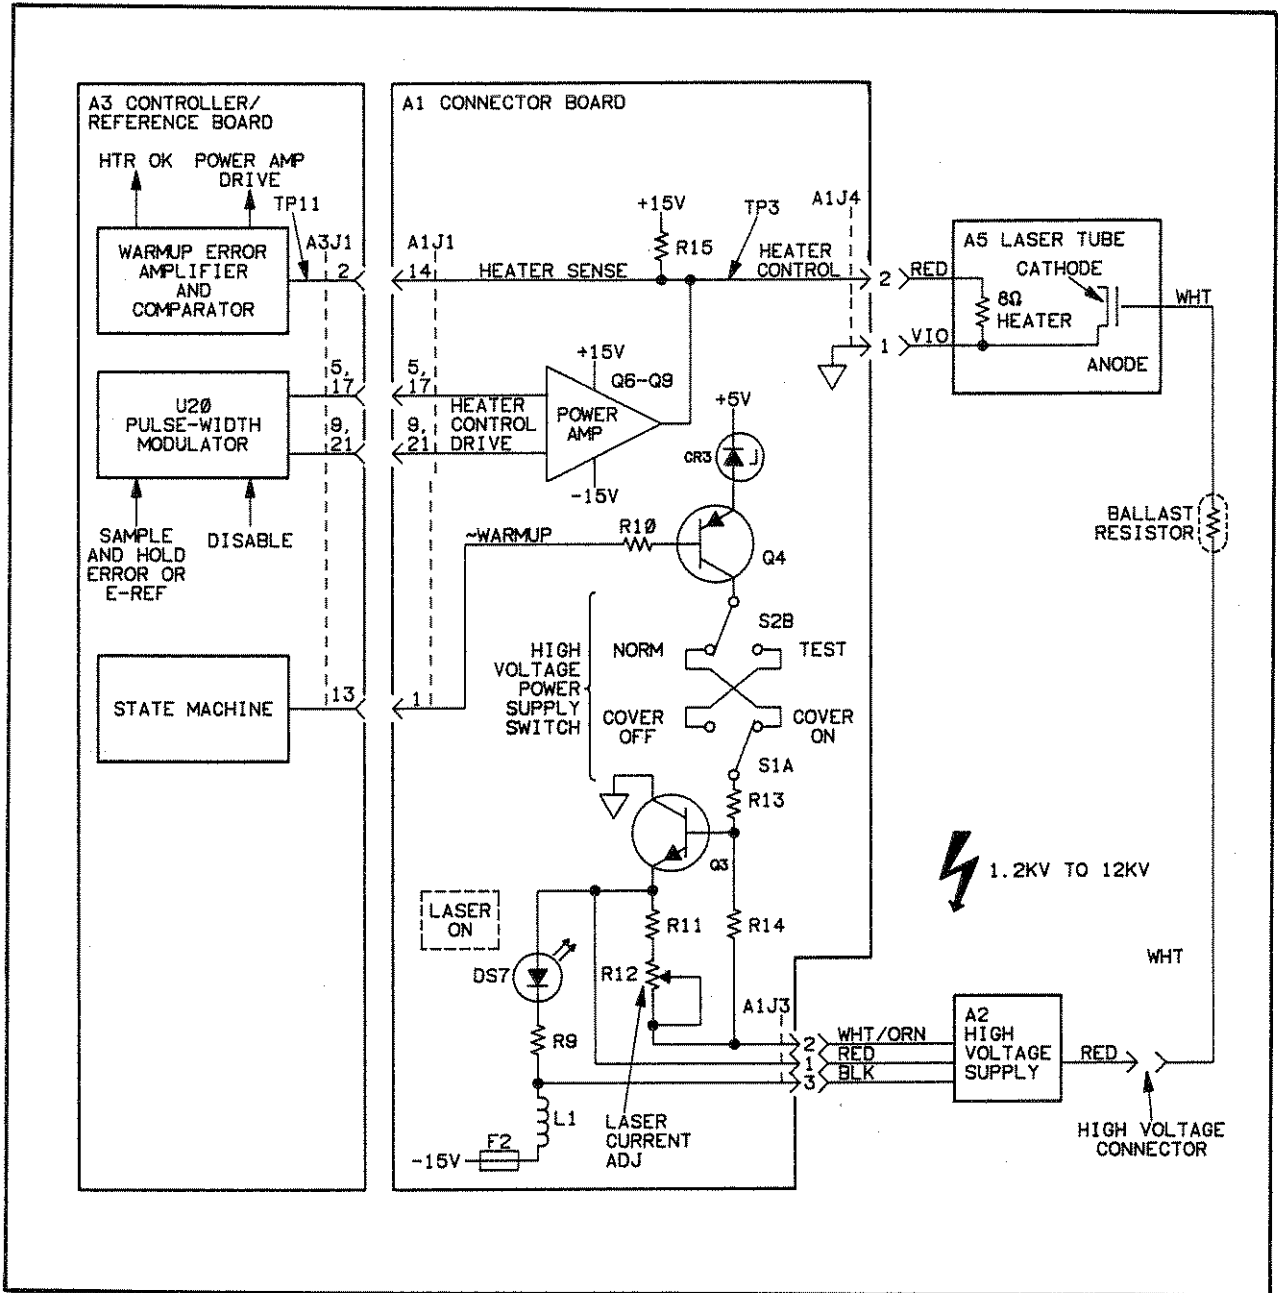 A3 CONTROLLER/
REFERENCE BOARD
HTR OK
POWER AMP
DRIVE
TP11
A3J1
WARMUP ERROR
AMPLIFIER
AND
COMPARATOR
2
5,
17
U20
PULSE-WIDTH
MODULATOR
9,
21
SAMPLE
AND HOLD
ERROR OR
E-REF
DISABLE
STATE MACHINE
13
A1 CONNECTOR BOARD
A1J1
14
HEATER SENSE
+15V
R15
TP3
HEATER
CONTROL
A1J4
5,
17
9,
21
HEATER
CONTROL
DRIVE
+15V
Q6-Q9
POWER
AMP
-15V
+5V
CR3
~WARMUP
R10
Q4
1
HIGH
VOLTAGE
POWER
SUPPLY
SWITCH
S2B
NORM
TEST
COVER
OFF
COVER
ON
S1A
R13
Q3
LASER
ON
R11
R14
DS7
R12
R9
A1J3
L1
LASER
CURRENT
ADJ
F2
-15V
2
RED
1
VIO
A5 LASER TUBE
CATHODE
8Ω
HEATER
ANODE
WHT
BALLAST
RESISTOR
1.2KV TO 12KV
WHT
2
WHT/ORN
1
RED
3
BLK
A2
HIGH
VOLTAGE
SUPPLY
RED
HIGH VOLTAGE
CONNECTOR